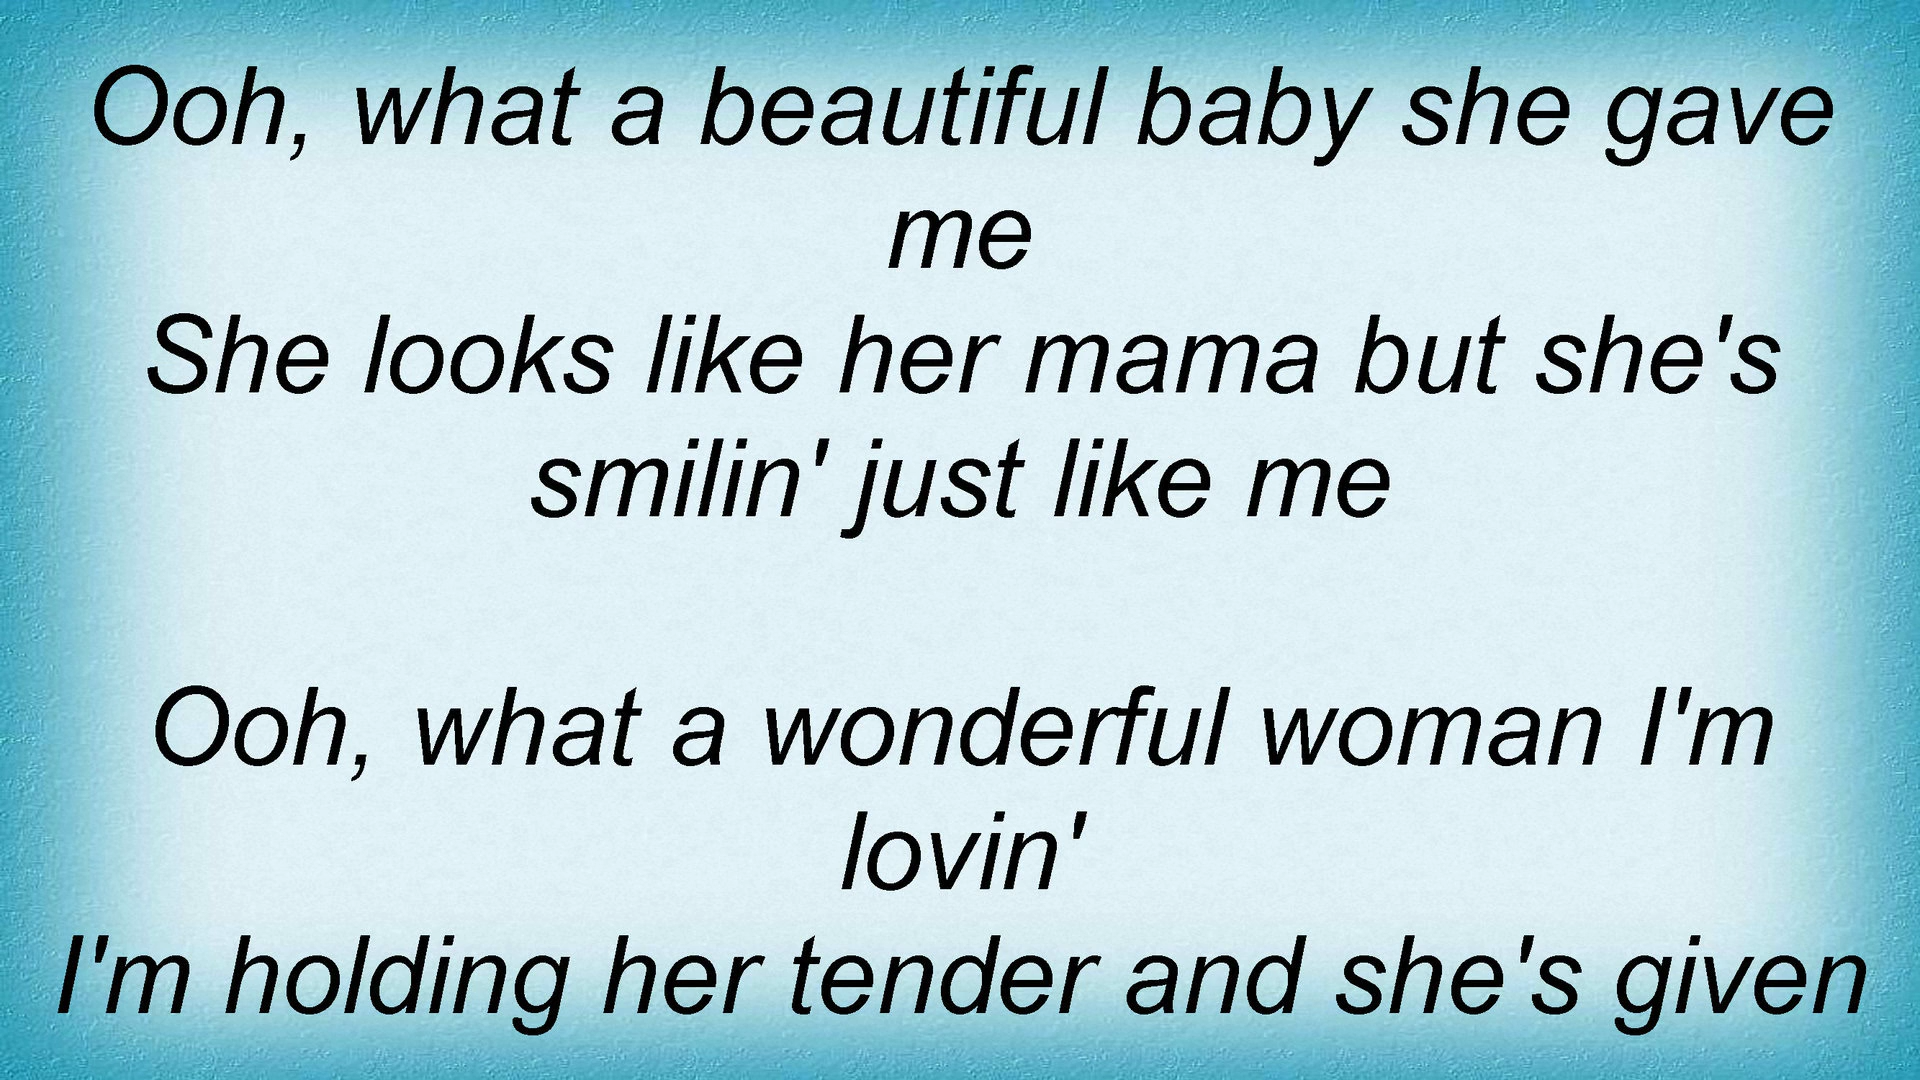 Ooh, what a beautiful baby she gave
me
She looks like her mama but she's
smilin' just like me
Ooh, what a wonderful woman I'm
lovin'
I'm holding her tender and she's given